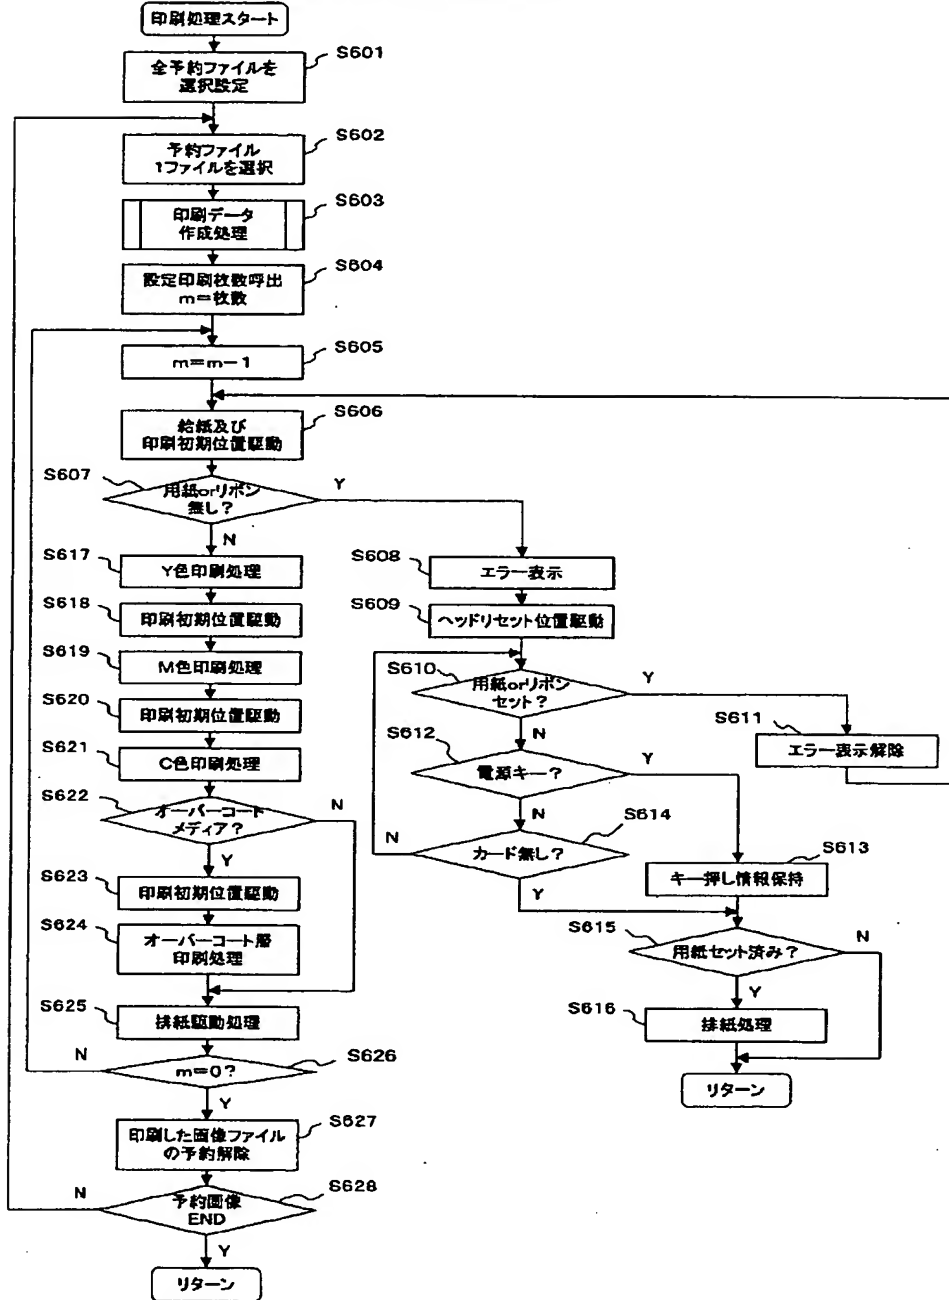 印刷処理スタート
S601
全予約ファイルを
選択設定
S602
予約ファイル
1ファイルを選択
S603
印刷データ
作成処理
S604
設定印刷枚数呼出
m=枚数
S605
m=m-1
S606
給紙及び
印刷初期位置駆動
S607
用紙orリボン
無し?
Y
N
S617
Y色印刷処理
S618
印刷初期位置駆動
S619
M色印刷処理
S620
印刷初期位置駆動
S621
C色印刷処理
S622
オーバーコート
メディア?
N
Y
S623
印刷初期位置駆動
S624
オーバーコート層
印刷処理
S625
排紙駆動処理
S626
m=0?
N
Y
S627
印刷した画像ファイル
の予約解除
S628
予約画像
END
N
Y
リターン
S608
エラー表示
S609
ヘッドリセット位置駆動
S610
用紙orリボン
セット?
Y
N
S611
エラー表示解除
S612
電源キー?
Y
N
S614
カード無し?
N
Y
S613
キー押し情報保持
S615
用紙セット済み?
N
Y
S616
排紙処理
リターン